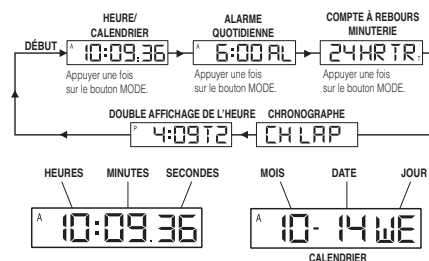 HEURE/
CALENDRIER
ALARME
QUOTIDIENNE
COMPTE À REBOURS
MINUTERIE
DÉBUT
A 10:09.36
A 6:00 AL
24HR TR T
Appuyer une fois
sur le bouton MODE.
Appuyer une fois
sur le bouton MODE.
Appuyer une fois
sur le bouton MODE.
DOUBLE AFFICHAGE DE L'HEURE
CHRONOGRAPHE
P 4:09T2
CH LAP
HEURES MINUTES SECONDES
A 10:09.36
MOIS DATE JOUR
A 10-14 WE
CALENDRIER